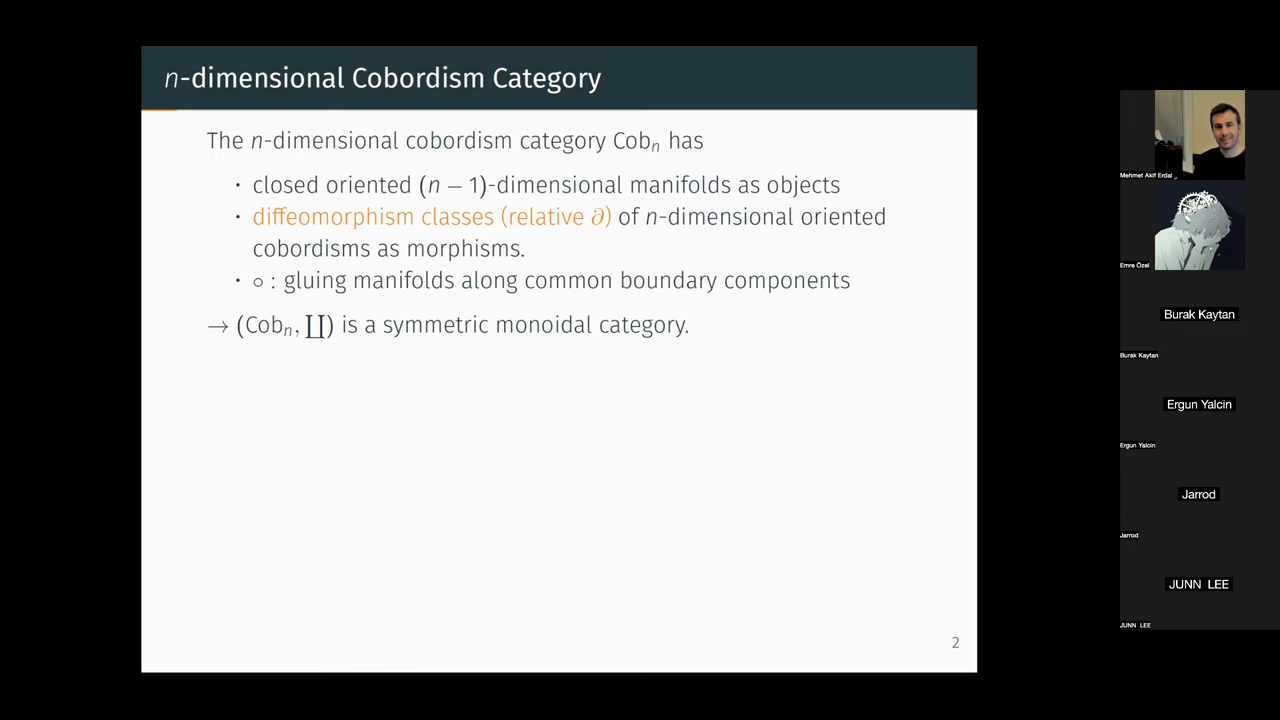 n-dimensional Cobordism Category
The n-dimensional cobordism category Cobₙ has
· closed oriented (n − 1)-dimensional manifolds as objects
· diffeomorphism classes (relative ∂) of n-dimensional oriented
cobordisms as morphisms.
· ∘ : gluing manifolds along common boundary components
→ (Cobₙ, ∐) is a symmetric monoidal category.
2
Mehmet Akif Erdal
Emre Özel
Burak Kaytan
Burak Kaytan
Ergun Yalcin
Ergun Yalcin
Jarrod
Jarrod
JUNN LEE
JUNN LEE